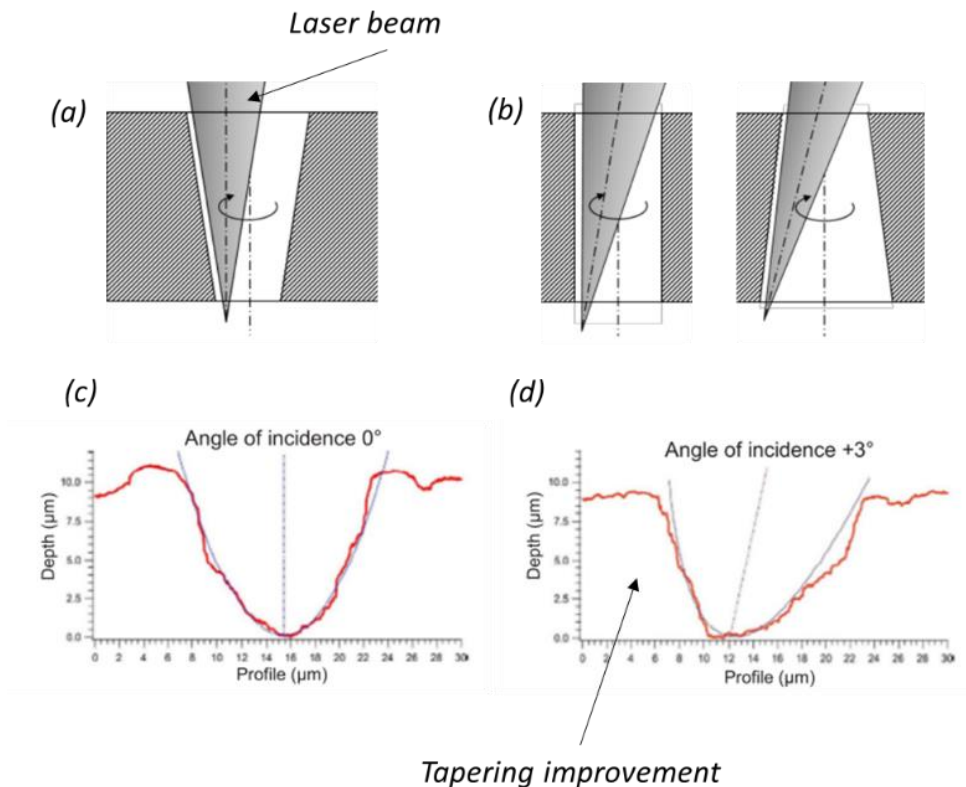 Laser beam
(a)
(b)
(c)
(d)
Angle of incidence 0°
10.0
7.5
5.0
2.5
0.0
Depth (µm)
0 2 4 6 8 10 12 14 16 18 20 22 24 26 28 30
Profile (µm)
Angle of incidence +3°
10.0
7.5
5.0
2.5
0.0
Depth (µm)
0 2 4 6 8 10 12 14 16 18 20 22 24 26 28 30
Profile (µm)
Tapering improvement